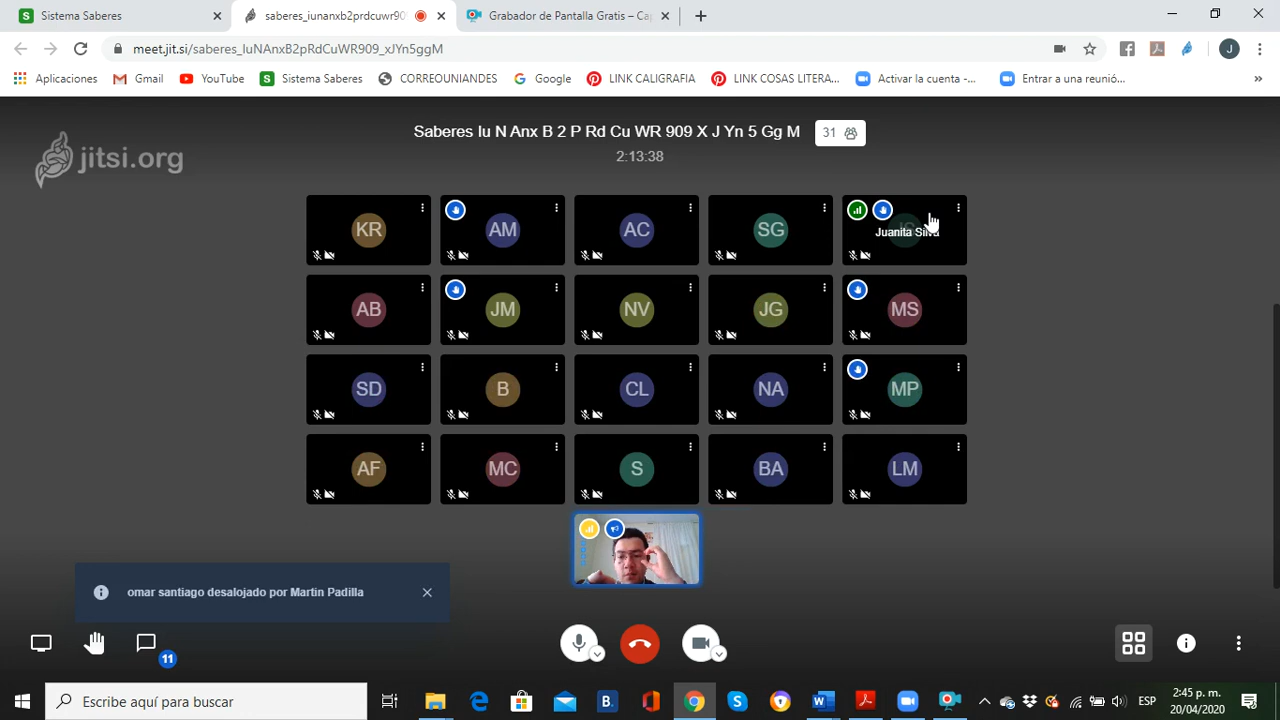 Sistema Saberes
saberes_iunanxb2prdcuwr909
Grabador de Pantalla Gratis – Ca
meet.jit.si/saberes_IuNAnxB2pRdCuWR909_xJYn5ggM
J
Aplicaciones
Gmail
YouTube
Sistema Saberes
CORREOUNIANDES
Google
LINK CALIGRAFIA
LINK COSAS LITERA...
Activar la cuenta -...
Entrar a una reunió...
»
jitsi.org
Saberes Iu N Anx B 2 P Rd Cu WR 909 X J Yn 5 Gg M
31
2:13:38
KR
AM
AC
SG
Juanita Silva
AB
JM
NV
JG
MS
SD
B
CL
NA
MP
AF
MC
S
BA
LM
omar santiago desalojado por Martin Padilla
11
Escribe aquí para buscar
ESP
2:45 p. m.
20/04/2020